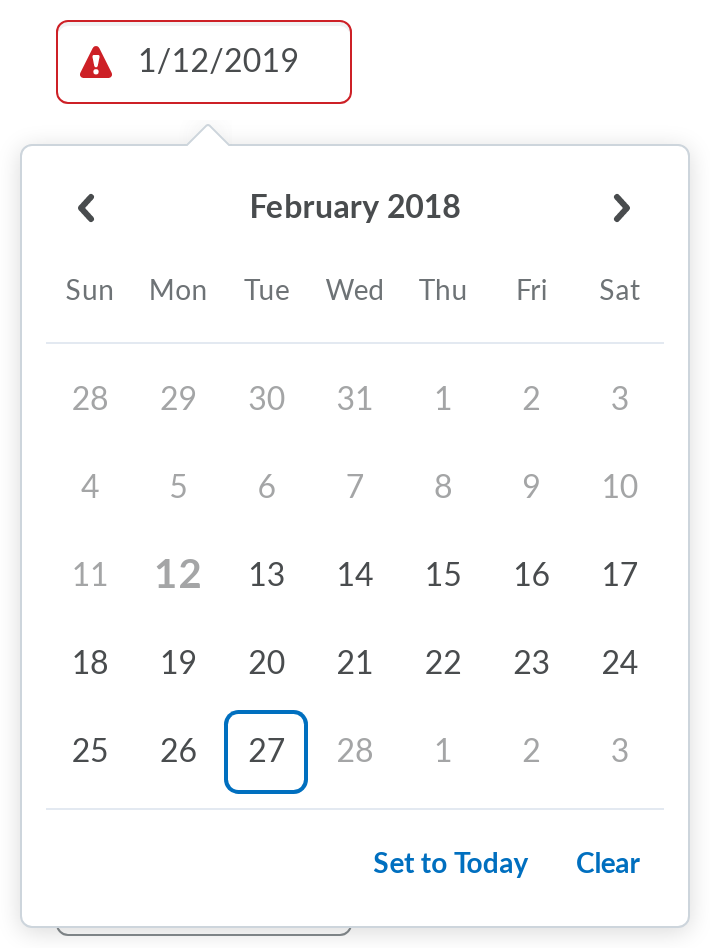 1/12/2019
February 2018
Sun Mon Tue Wed Thu Fri Sat
28 29 30 31 1 2 3
4 5 6 7 8 9 10
11 12 13 14 15 16 17
18 19 20 21 22 23 24
25 26 27 28 1 2 3
Set to Today Clear